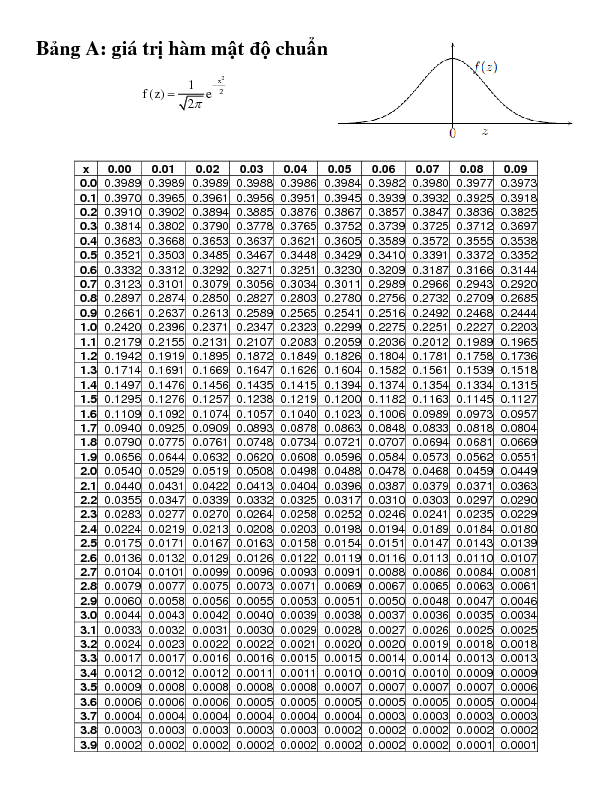 Bảng A: giá trị hàm mật độ chuẩn
f (z) = 1/√2π e^-x²/2
f (z)
0 z
x 0.00 0.01 0.02 0.03 0.04 0.05 0.06 0.07 0.08 0.09
0.0 0.3989 0.3989 0.3989 0.3988 0.3986 0.3984 0.3982 0.3980 0.3977 0.3973
0.1 0.3970 0.3965 0.3961 0.3956 0.3951 0.3945 0.3939 0.3932 0.3925 0.3918
0.2 0.3910 0.3902 0.3894 0.3885 0.3876 0.3867 0.3857 0.3847 0.3836 0.3825
0.3 0.3814 0.3802 0.3790 0.3778 0.3765 0.3752 0.3739 0.3725 0.3712 0.3697
0.4 0.3683 0.3668 0.3653 0.3637 0.3621 0.3605 0.3589 0.3572 0.3555 0.3538
0.5 0.3521 0.3503 0.3485 0.3467 0.3448 0.3429 0.3410 0.3391 0.3372 0.3352
0.6 0.3332 0.3312 0.3292 0.3271 0.3251 0.3230 0.3209 0.3187 0.3166 0.3144
0.7 0.3123 0.3101 0.3079 0.3056 0.3034 0.3011 0.2989 0.2966 0.2943 0.2920
0.8 0.2897 0.2874 0.2850 0.2827 0.2803 0.2780 0.2756 0.2732 0.2709 0.2685
0.9 0.2661 0.2637 0.2613 0.2589 0.2565 0.2541 0.2516 0.2492 0.2468 0.2444
1.0 0.2420 0.2396 0.2371 0.2347 0.2323 0.2299 0.2275 0.2251 0.2227 0.2203
1.1 0.2179 0.2155 0.2131 0.2107 0.2083 0.2059 0.2036 0.2012 0.1989 0.1965
1.2 0.1942 0.1919 0.1895 0.1872 0.1849 0.1826 0.1804 0.1781 0.1758 0.1736
1.3 0.1714 0.1691 0.1669 0.1647 0.1626 0.1604 0.1582 0.1561 0.1539 0.1518
1.4 0.1497 0.1476 0.1456 0.1435 0.1415 0.1394 0.1374 0.1354 0.1334 0.1315
1.5 0.1295 0.1276 0.1257 0.1238 0.1219 0.1200 0.1182 0.1163 0.1145 0.1127
1.6 0.1109 0.1092 0.1074 0.1057 0.1040 0.1023 0.1006 0.0989 0.0973 0.0957
1.7 0.0940 0.0925 0.0909 0.0893 0.0878 0.0863 0.0848 0.0833 0.0818 0.0804
1.8 0.0790 0.0775 0.0761 0.0748 0.0734 0.0721 0.0707 0.0694 0.0681 0.0669
1.9 0.0656 0.0644 0.0632 0.0620 0.0608 0.0596 0.0584 0.0573 0.0562 0.0551
2.0 0.0540 0.0529 0.0519 0.0508 0.0498 0.0488 0.0478 0.0468 0.0459 0.0449
2.1 0.0440 0.0431 0.0422 0.0413 0.0404 0.0396 0.0387 0.0379 0.0371 0.0363
2.2 0.0355 0.0347 0.0339 0.0332 0.0325 0.0317 0.0310 0.0303 0.0297 0.0290
2.3 0.0283 0.0277 0.0270 0.0264 0.0258 0.0252 0.0246 0.0241 0.0235 0.0229
2.4 0.0224 0.0219 0.0213 0.0208 0.0203 0.0198 0.0194 0.0189 0.0184 0.0180
2.5 0.0175 0.0171 0.0167 0.0163 0.0158 0.0154 0.0151 0.0147 0.0143 0.0139
2.6 0.0136 0.0132 0.0129 0.0126 0.0122 0.0119 0.0116 0.0113 0.0110 0.0107
2.7 0.0104 0.0101 0.0099 0.0096 0.0093 0.0091 0.0088 0.0086 0.0084 0.0081
2.8 0.0079 0.0077 0.0075 0.0073 0.0071 0.0069 0.0067 0.0065 0.0063 0.0061
2.9 0.0060 0.0058 0.0056 0.0055 0.0053 0.0051 0.0050 0.0048 0.0047 0.0046
3.0 0.0044 0.0043 0.0042 0.0040 0.0039 0.0038 0.0037 0.0036 0.0035 0.0034
3.1 0.0033 0.0032 0.0031 0.0030 0.0029 0.0028 0.0027 0.0026 0.0025 0.0025
3.2 0.0024 0.0023 0.0022 0.0022 0.0021 0.0020 0.0020 0.0019 0.0018 0.0018
3.3 0.0017 0.0017 0.0016 0.0016 0.0015 0.0015 0.0014 0.0014 0.0013 0.0013
3.4 0.0012 0.0012 0.0012 0.0011 0.0011 0.0010 0.0010 0.0010 0.0009 0.0009
3.5 0.0009 0.0008 0.0008 0.0008 0.0008 0.0007 0.0007 0.0007 0.0007 0.0006
3.6 0.0006 0.0006 0.0006 0.0005 0.0005 0.0005 0.0005 0.0005 0.0005 0.0004
3.7 0.0004 0.0004 0.0004 0.0004 0.0004 0.0004 0.0003 0.0003 0.0003 0.0003
3.8 0.0003 0.0003 0.0003 0.0003 0.0003 0.0002 0.0002 0.0002 0.0002 0.0002
3.9 0.0002 0.0002 0.0002 0.0002 0.0002 0.0002 0.0002 0.0002 0.0001 0.0001